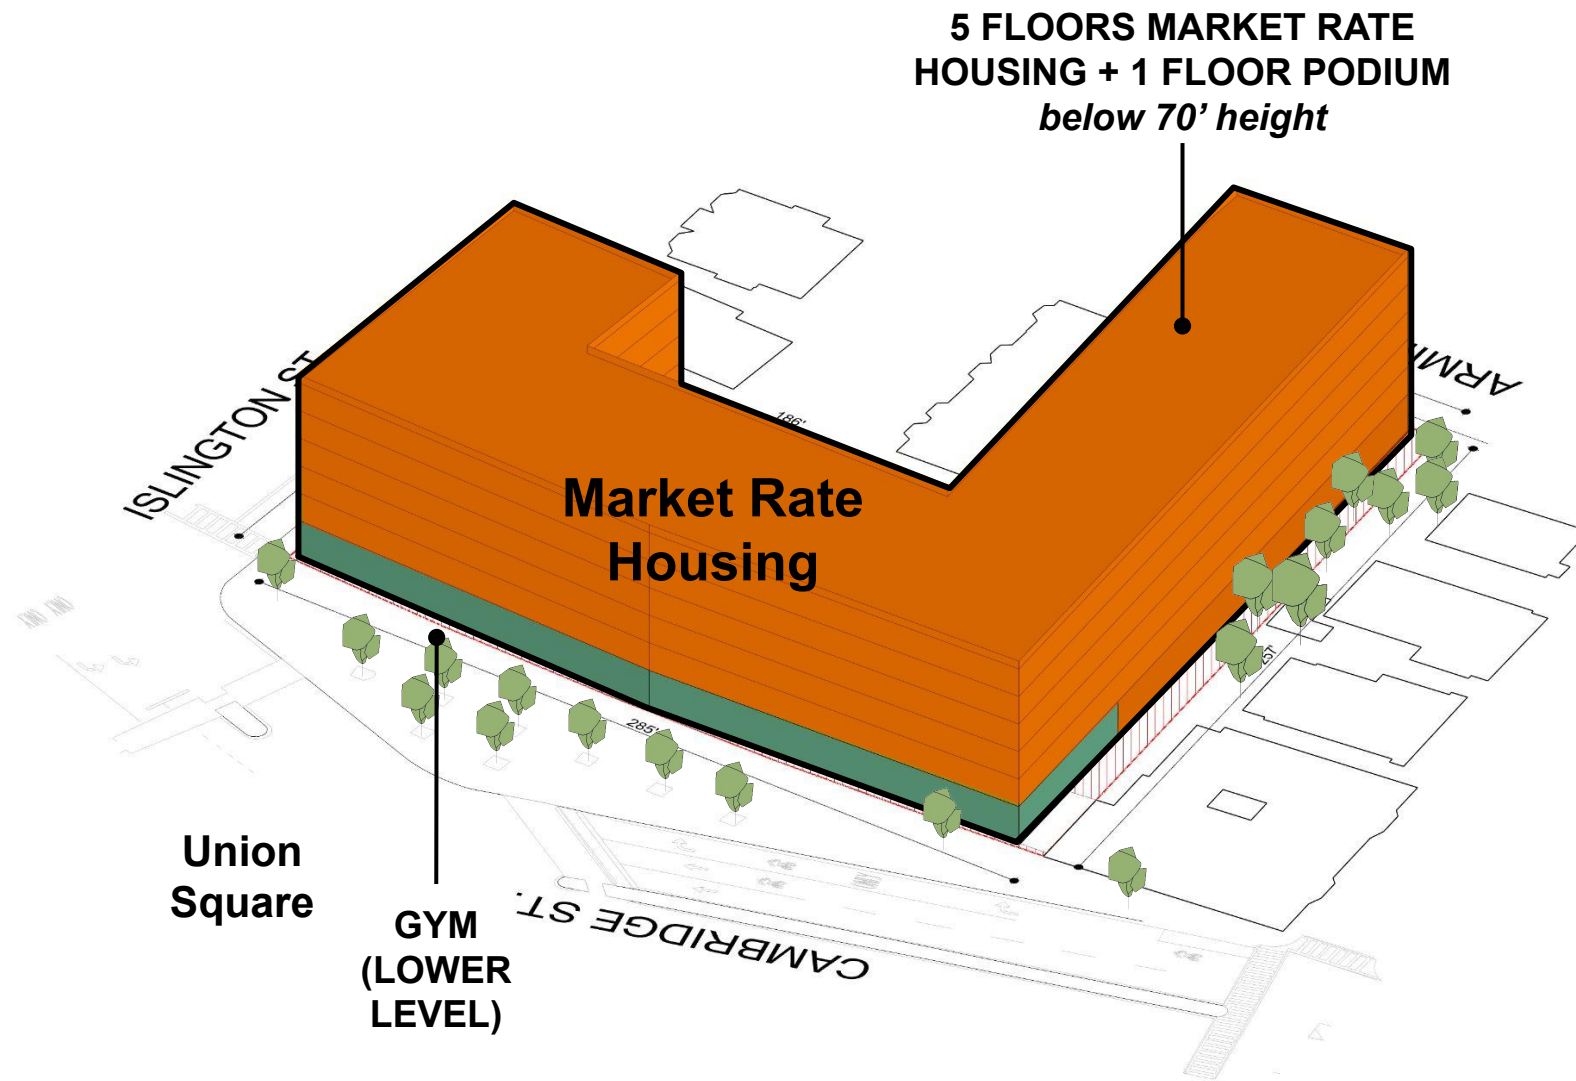 5 FLOORS MARKET RATE
HOUSING + 1 FLOOR PODIUM
below 70’ height
ISLINGTON ST.
186'
Market Rate
Housing
285'
Union
Square
GYM
(LOWER
LEVEL)
CAMBRIDGE ST.